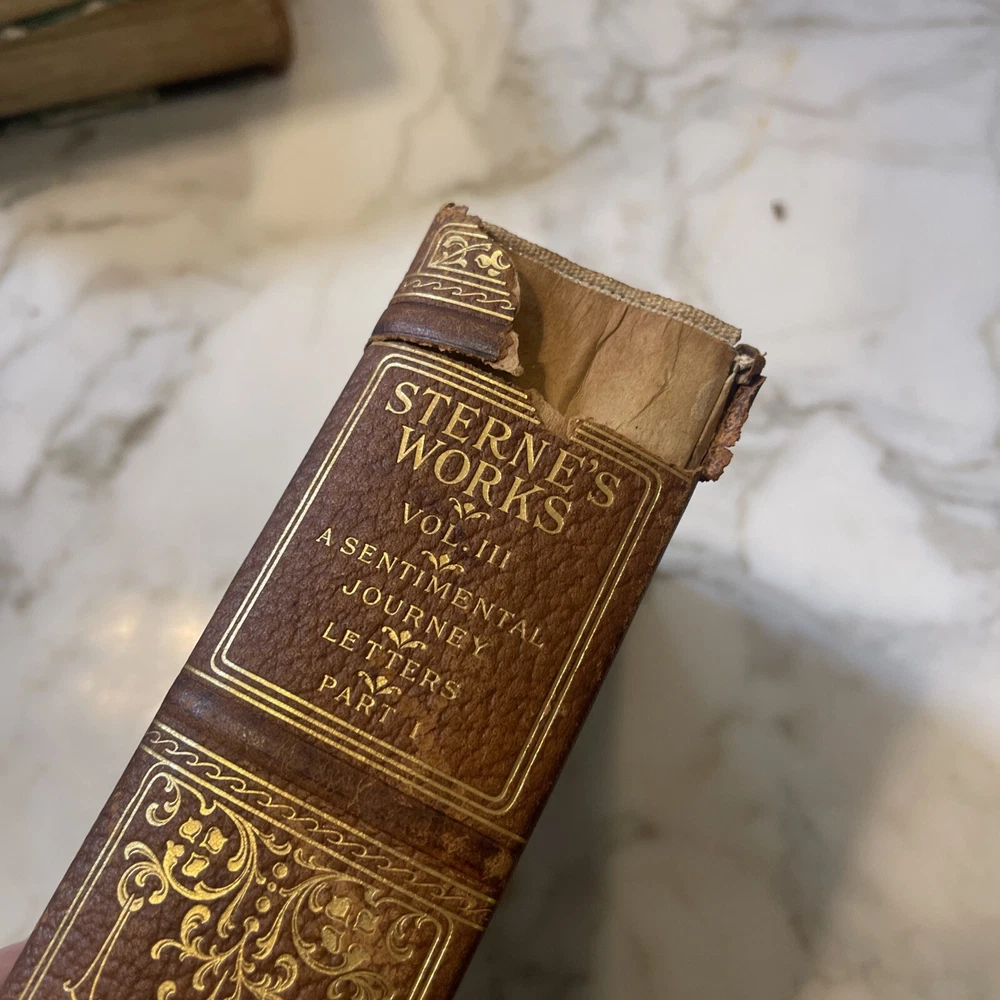 STERNE'S
WORKS
VOL. III
A SENTIMENTAL
JOURNEY
LETTERS
PART I